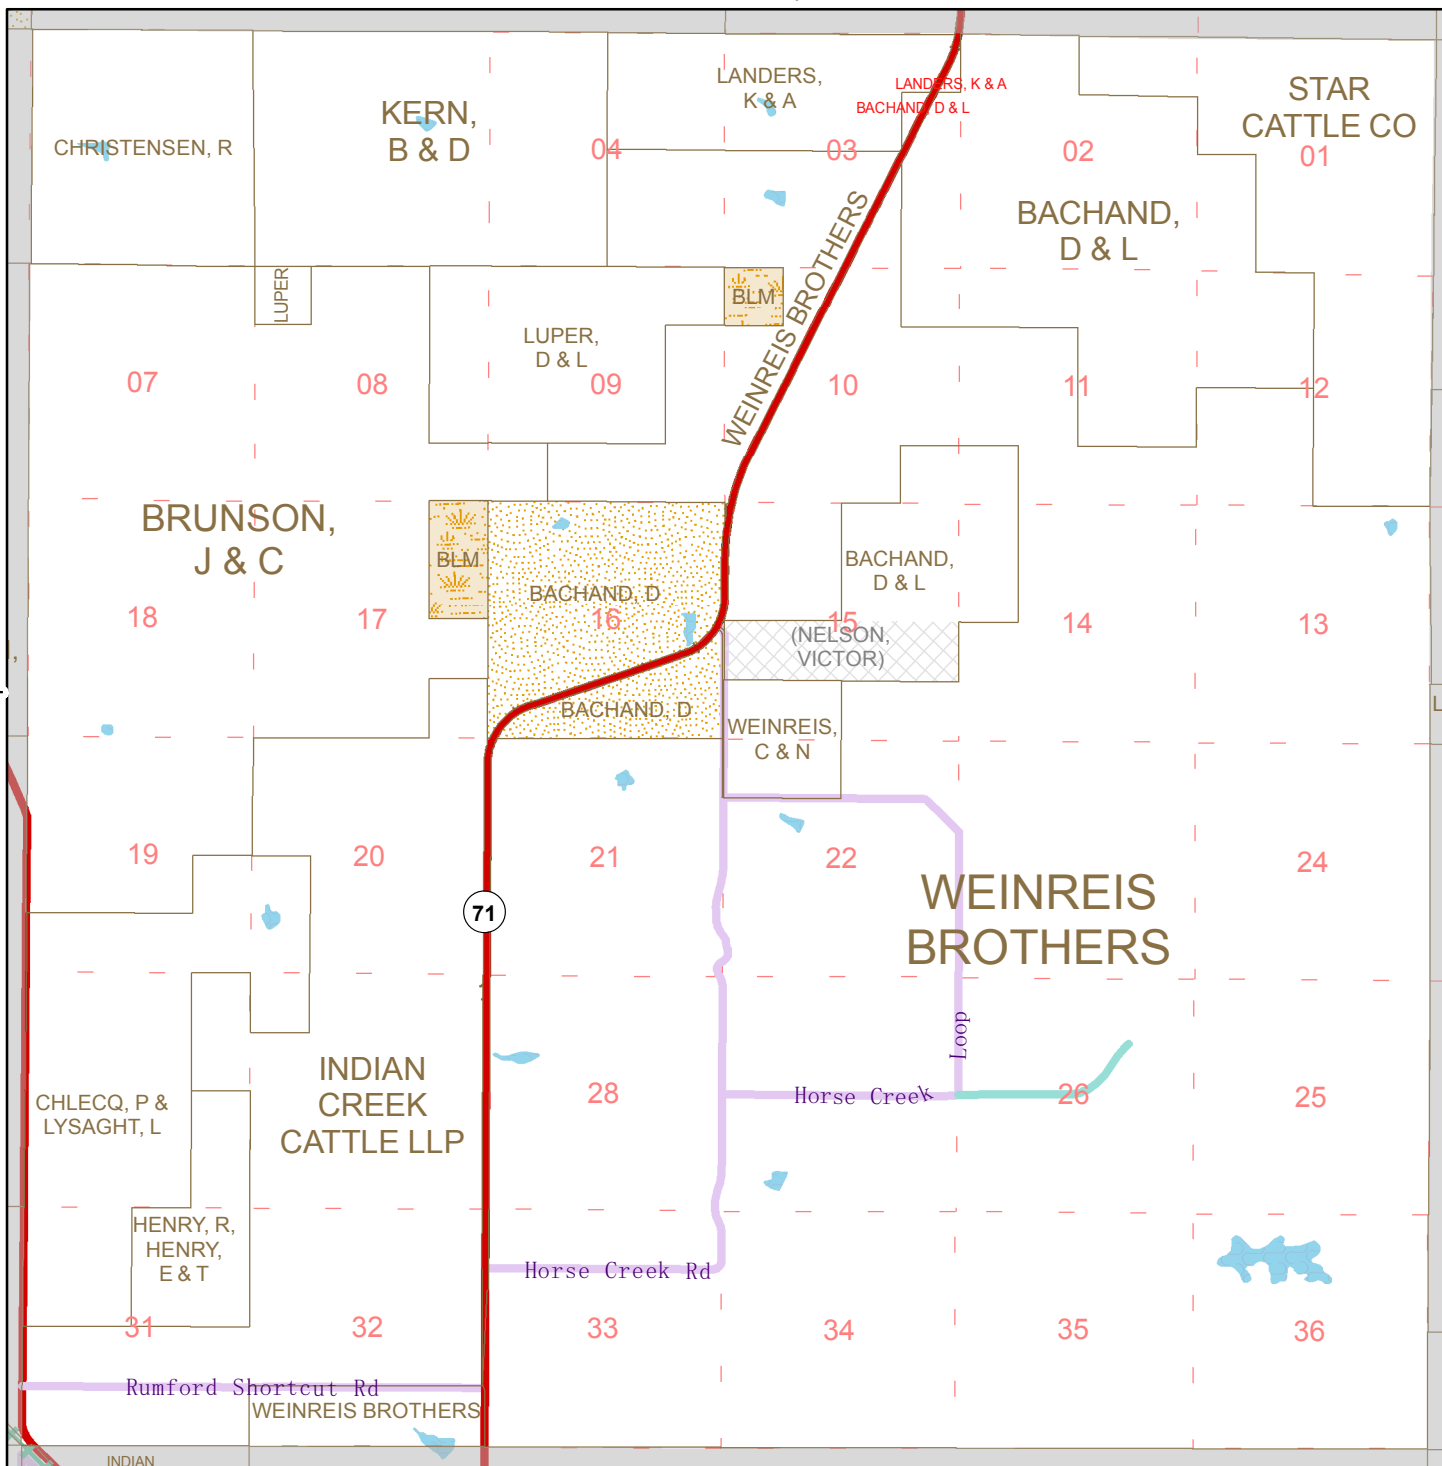 LANDERS,
K & A
LANDERS, K & A
BACHAND, D & L
STAR
CATTLE CO
KERN,
B & D
CHRISTENSEN, R
04
03
02
01
BACHAND,
D & L
WEINREIS BROTHERS
LUPER
BLM
LUPER,
D & L
07
08
09
10
11
12
BRUNSON,
J & C
BLM
BACHAND, D
BACHAND,
D & L
18
17
16
15
14
13
(NELSON,
VICTOR)
,
BACHAND, D
L
WEINREIS,
C & N
19
20
21
22
24
71
WEINREIS
BROTHERS
Loop
INDIAN
CREEK
CATTLE LLP
CHLECQ, P &
LYSAGHT, L
28
Horse Creek
26
25
HENRY, R,
HENRY,
E & T
Horse Creek Rd
31
32
33
34
35
36
Rumford Shortcut Rd
WEINREIS BROTHERS
INDIAN